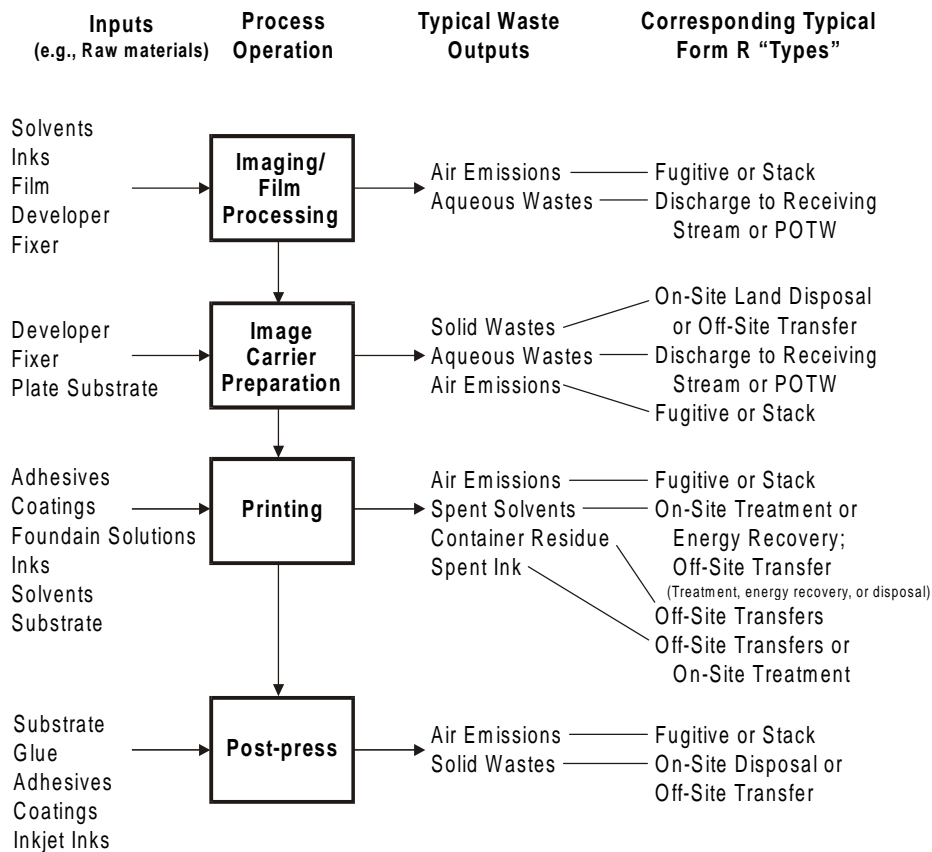 Inputs
(e.g., Raw materials)
Process
Operation
Typical Waste
Outputs
Corresponding Typical
Form R “Types”
Solvents
Inks
Film
Developer
Fixer
Imaging/
Film
Processing
Air Emissions
Aqueous Wastes
Fugitive or Stack
Discharge to Receiving
Stream or POTW
Developer
Fixer
Plate Substrate
Image
Carrier
Preparation
Solid Wastes
Aqueous Wastes
Air Emissions
On-Site Land Disposal
or Off-Site Transfer
Discharge to Receiving
Stream or POTW
Fugitive or Stack
Adhesives
Coatings
Foundain Solutions
Inks
Solvents
Substrate
Printing
Air Emissions
Spent Solvents
Container Residue
Spent Ink
Fugitive or Stack
On-Site Treatment or
Energy Recovery;
Off-Site Transfer
(Treatment, energy recovery, or disposal)
Off-Site Transfers
Off-Site Transfers or
On-Site Treatment
Substrate
Glue
Adhesives
Coatings
Inkjet Inks
Post-press
Air Emissions
Solid Wastes
Fugitive or Stack
On-Site Disposal or
Off-Site Transfer